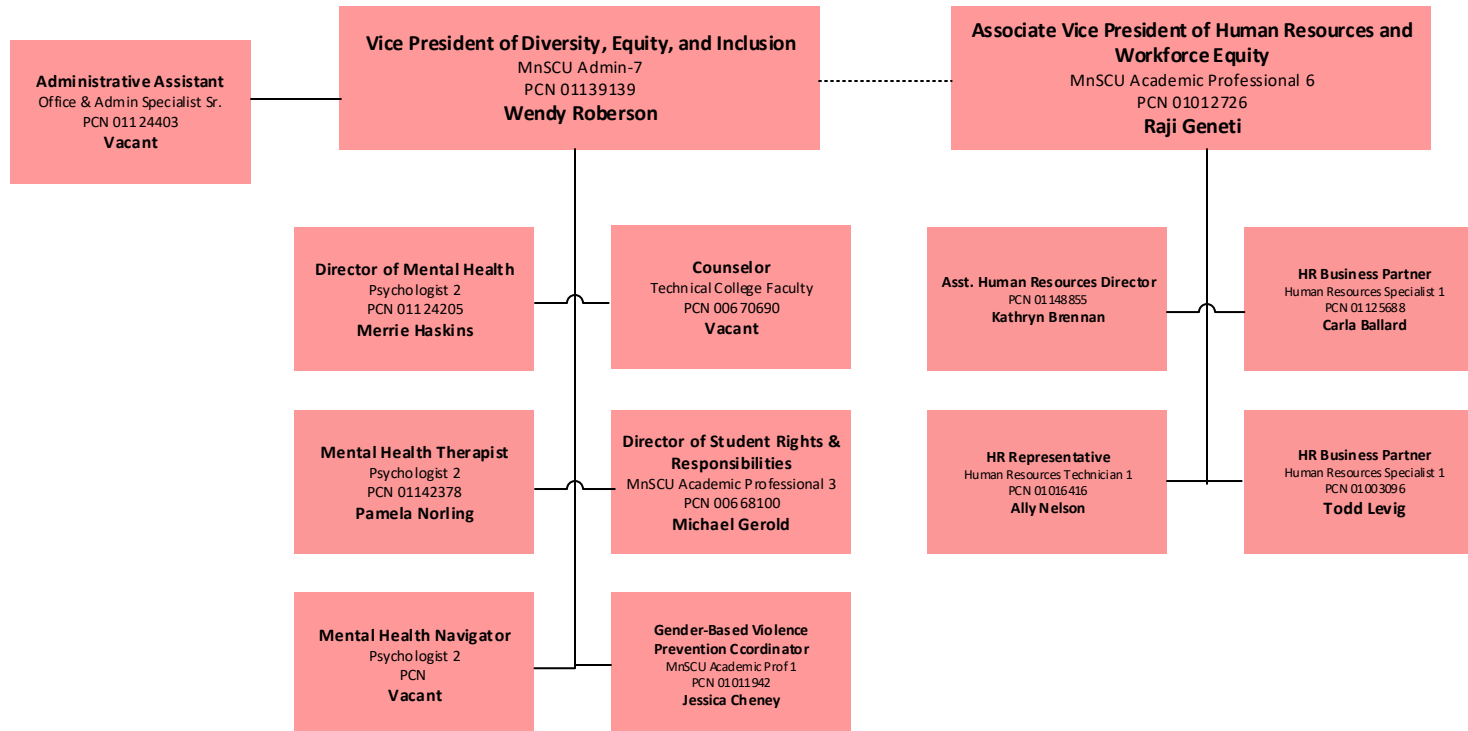 Vice President of Diversity, Equity, and Inclusion
MnSCU Admin-7
PCN 01139139
Wendy Roberson
Associate Vice President of Human Resources and
Workforce Equity
MnSCU Academic Professional 6
PCN 01012726
Raji Geneti
Administrative Assistant
Office & Admin Specialist Sr.
PCN 01124403
Vacant
Director of Mental Health
Psychologist 2
PCN 01124205
Merrie Haskins
Counselor
Technical College Faculty
PCN 00670690
Vacant
Asst. Human Resources Director
PCN 01148855
Kathryn Brennan
HR Business Partner
Human Resources Specialist 1
PCN 01125688
Carla Ballard
Mental Health Therapist
Psychologist 2
PCN 01142378
Pamela Norling
Director of Student Rights &
Responsibilities
MnSCU Academic Professional 3
PCN 00668100
Michael Gerold
HR Representative
Human Resources Technician 1
PCN 01016416
Ally Nelson
HR Business Partner
Human Resources Specialist 1
PCN 01003096
Todd Levig
Mental Health Navigator
Psychologist 2
PCN
Vacant
Gender-Based Violence
Prevention Ccordinator
MnSCU Academic Prof 1
PCN 01011942
Jessica Cheney